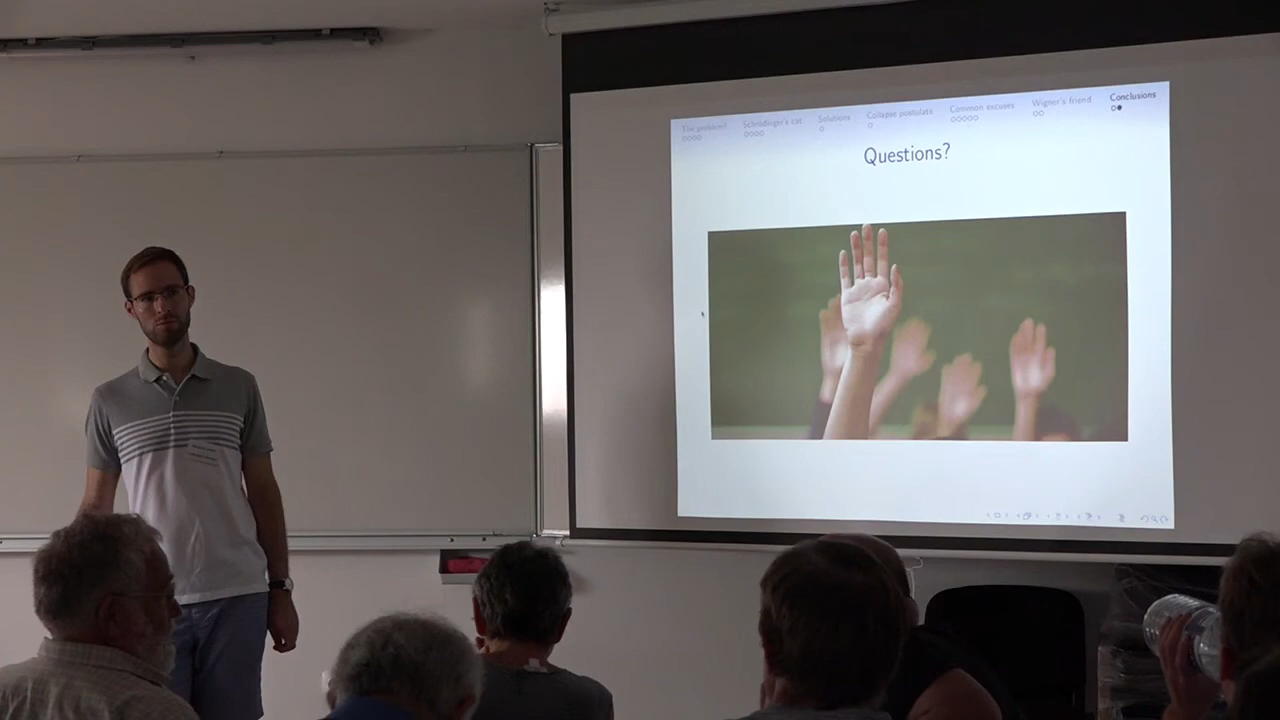 The problem? Schrödinger's cat Solutions Collapse postulate Common excuses Wigner's friend Conclusions
Questions?